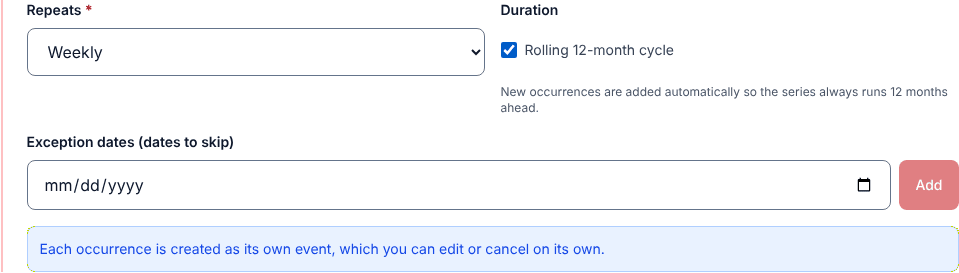 Repeats *
Duration
Weekly
Rolling 12-month cycle
New occurrences are added automatically so the series always runs 12 months
ahead.
Exception dates (dates to skip)
mm/dd/yyyy
Add
Each occurrence is created as its own event, which you can edit or cancel on its own.